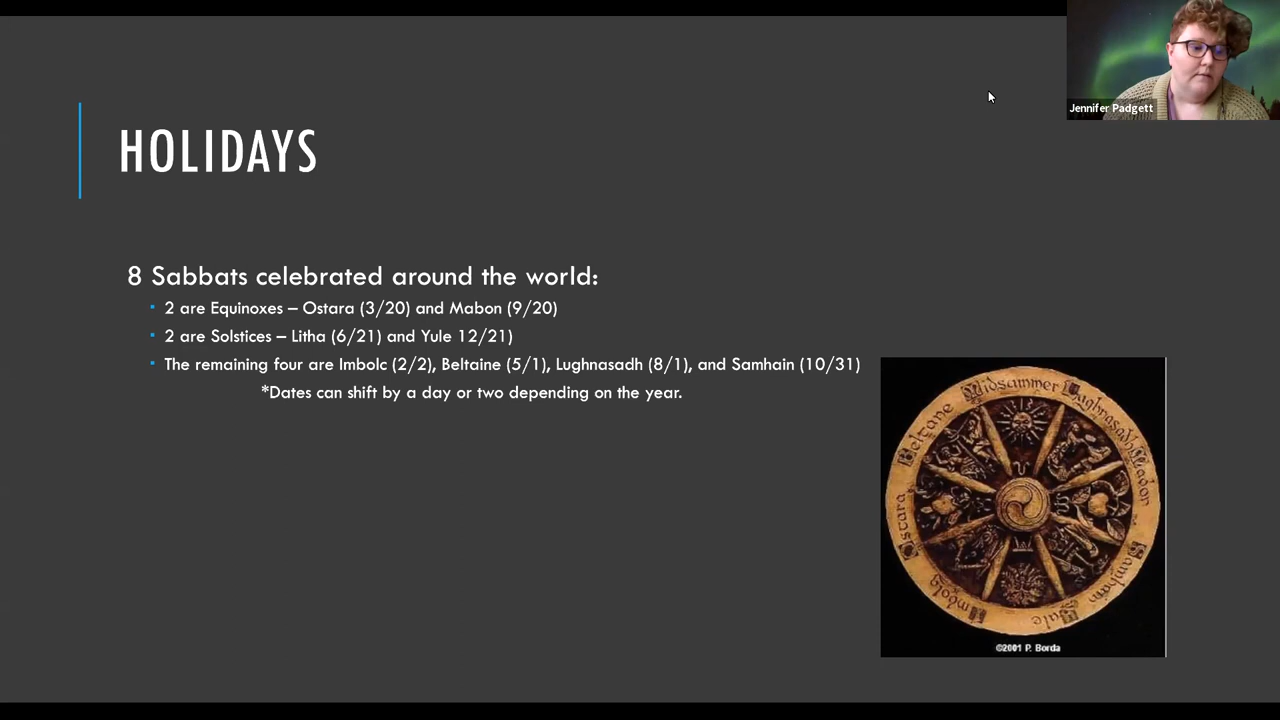 Jennifer Padgett
HOLIDAYS
8 Sabbats celebrated around the world:
2 are Equinoxes – Ostara (3/20) and Mabon (9/20)
2 are Solstices – Litha (6/21) and Yule 12/21)
The remaining four are Imbolc (2/2), Beltaine (5/1), Lughnasadh (8/1), and Samhain (10/31)
*Dates can shift by a day or two depending on the year.
Midsummer
Lughnasadh
Mabon
Samhain
Yule
Imbolg
Ostara
Beltane
©2001 P. Borda